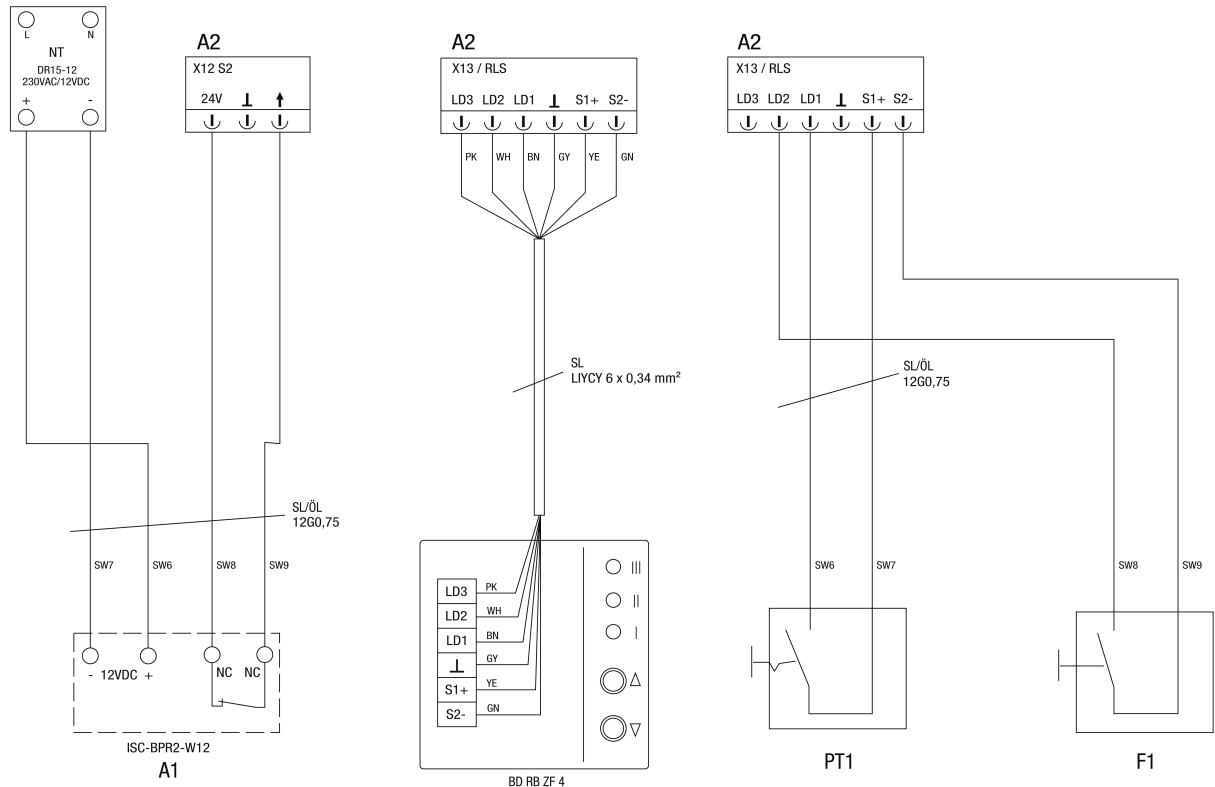 L N
NT
DR15-12
230VAC/12VDC
+ -
A2
X12 S2
24V ⊥ ↑
SL/ÖL
12G0,75
SW7 SW6 SW8 SW9
- 12VDC + NC NC
ISC-BPR2-W12
A1
A2
X13 / RLS
LD3 LD2 LD1 ⊥ S1+ S2-
PK WH BN GY YE GN
SL
LIYCY 6 x 0,34 mm²
LD3 PK
LD2 WH
LD1 BN
⊥ GY
S1+ YE
S2- GN
III
II
I
BD RB ZF 4
A2
X13 / RLS
LD3 LD2 LD1 ⊥ S1+ S2-
SL/ÖL
12G0,75
SW6 SW7 SW8 SW9
PT1
F1